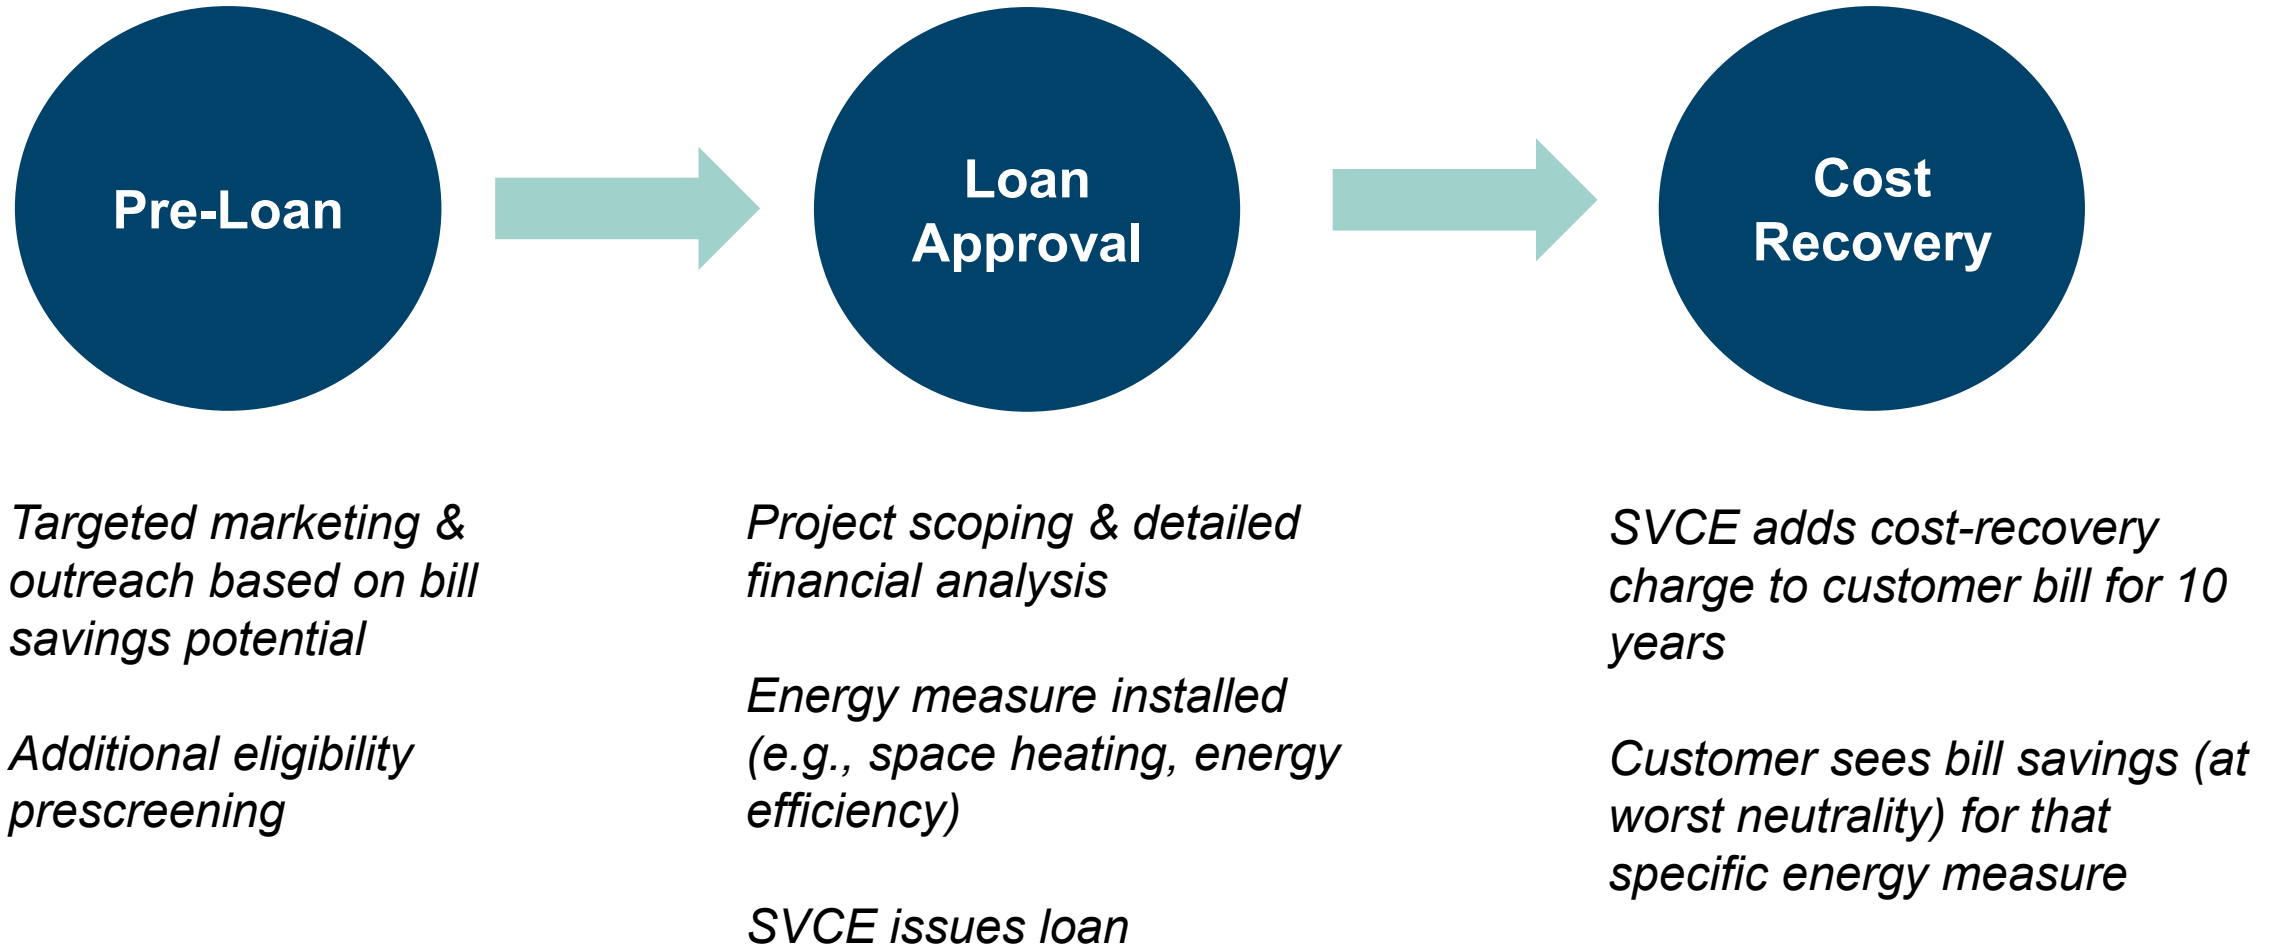 Pre-Loan
Loan
Approval
Cost
Recovery
Targeted marketing &
outreach based on bill
savings potential
Additional eligibility
prescreening
Project scoping & detailed
financial analysis
Energy measure installed
(e.g., space heating, energy
efficiency)
SVCE issues loan
SVCE adds cost-recovery
charge to customer bill for 10
years
Customer sees bill savings (at
worst neutrality) for that
specific energy measure